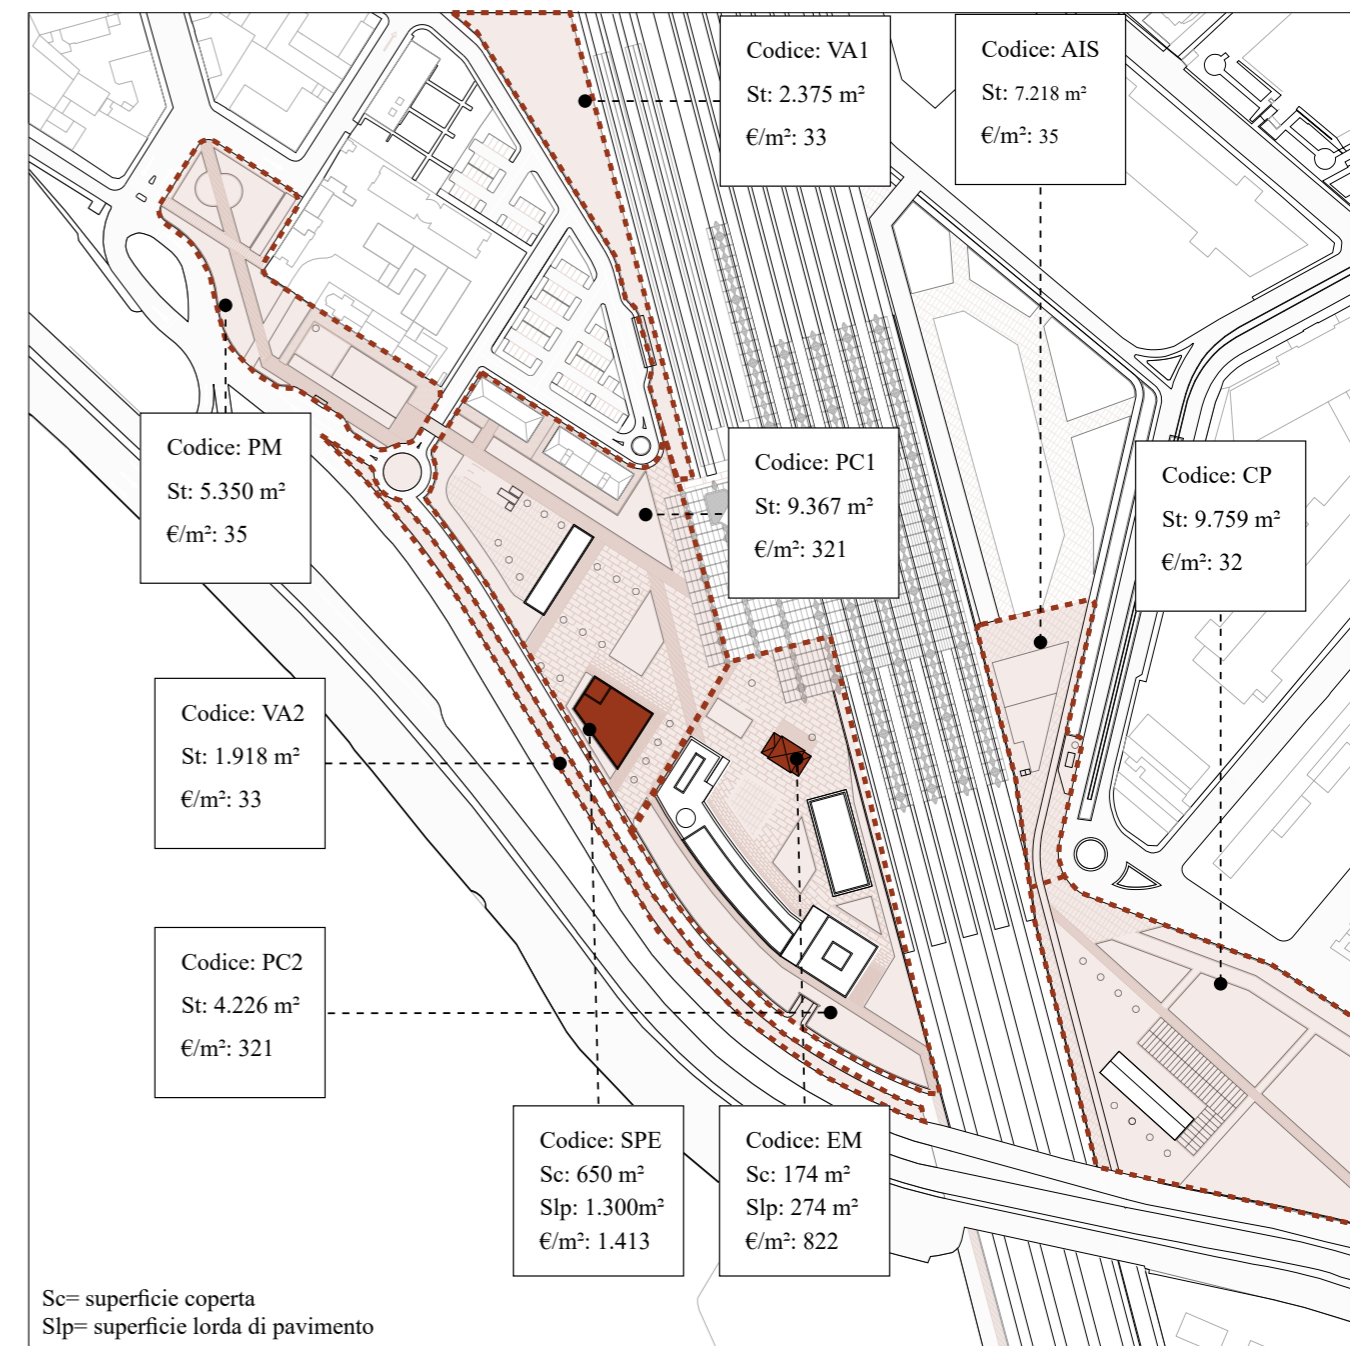 Codice: VA1
St: 2.375 m²
€/m²: 33
Codice: AIS
St: 7.218 m²
€/m²: 35
Codice: PM
St: 5.350 m²
€/m²: 35
Codice: PC1
St: 9.367 m²
€/m²: 321
Codice: CP
St: 9.759 m²
€/m²: 32
Codice: VA2
St: 1.918 m²
€/m²: 33
Codice: PC2
St: 4.226 m²
€/m²: 321
Codice: SPE
Sc: 650 m²
Slp: 1.300m²
€/m²: 1.413
Codice: EM
Sc: 174 m²
Slp: 274 m²
€/m²: 822
Sc= superficie coperta
Slp= superficie lorda di pavimento